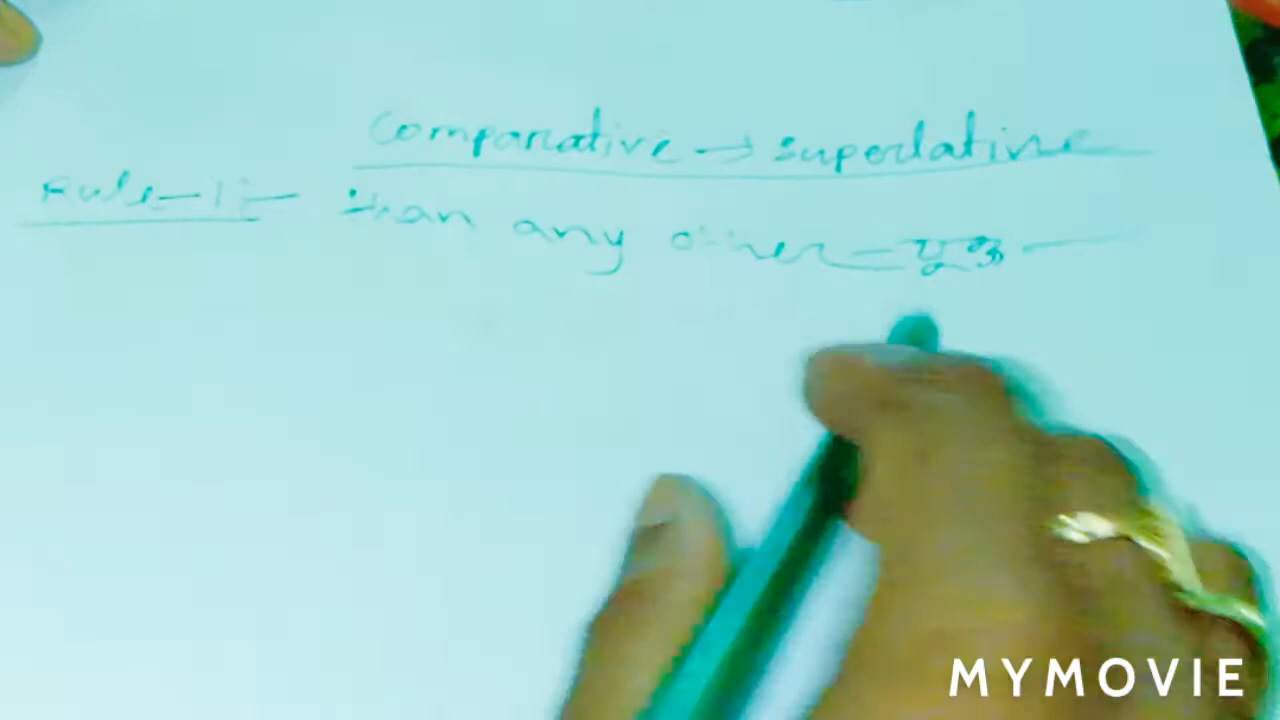 Comparative → superlative
Rule-1:- than any other - যুক্ত
MYMOVIE